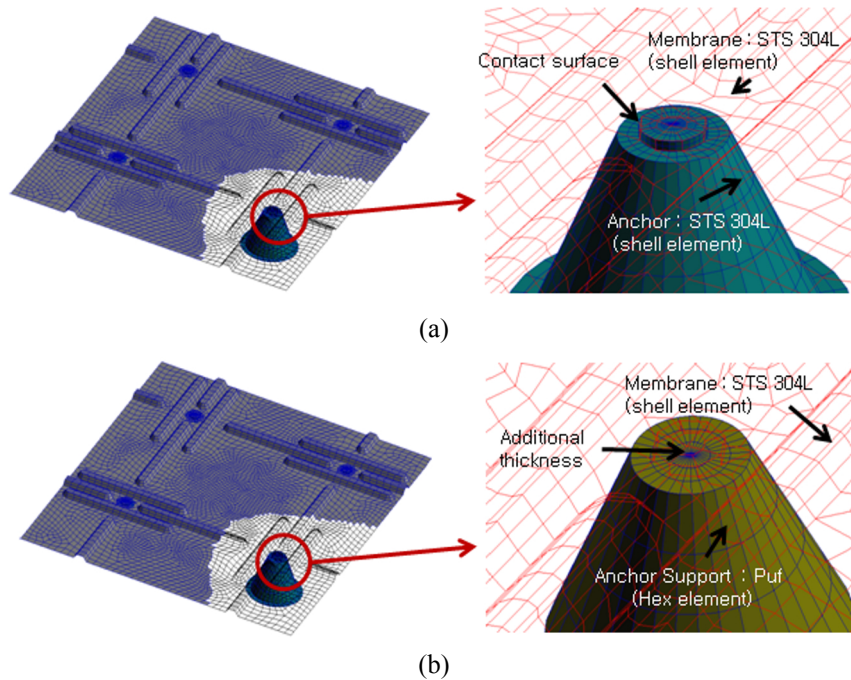 Membrane : STS 304L
(shell element)
Contact surface
Anchor : STS 304L
(shell element)
(a)
Membrane : STS 304L
(shell element)
Additional
thickness
Anchor Support : Puf
(Hex element)
(b)